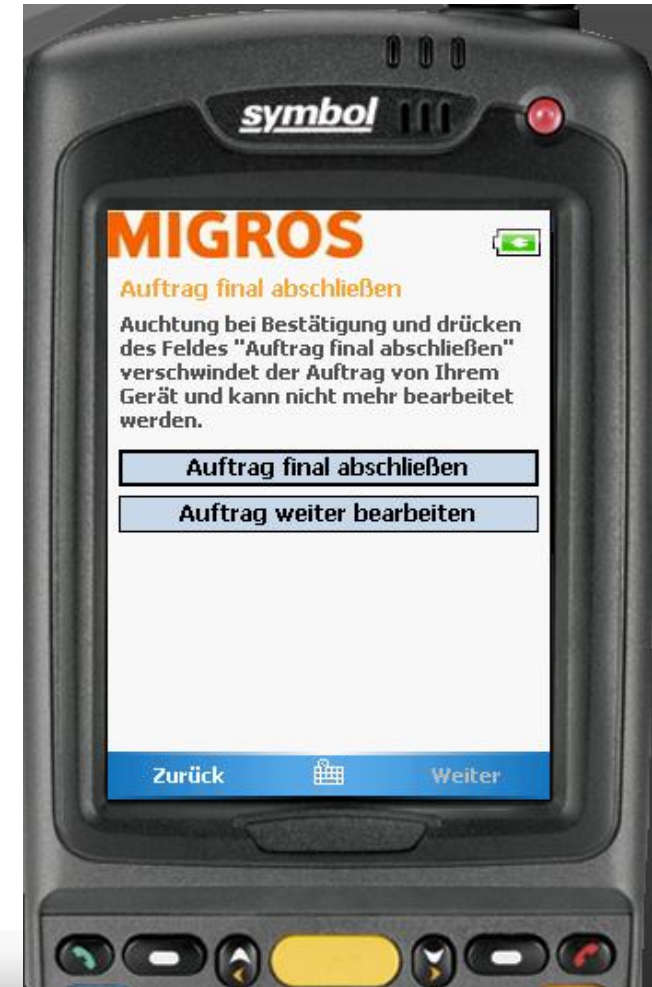 symbol
MIGROS
Auftrag final abschließen
Auchtung bei Bestätigung und drücken
des Feldes "Auftrag final abschließen"
verschwindet der Auftrag von Ihrem
Gerät und kann nicht mehr bearbeitet
werden.
Auftrag final abschließen
Auftrag weiter bearbeiten
Zurück
Weiter